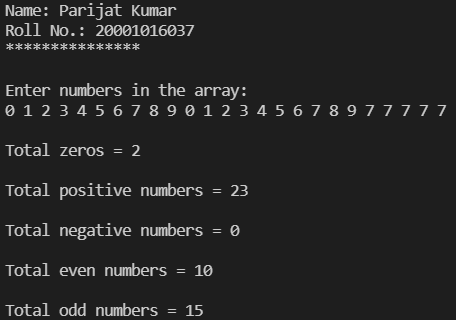 Name: Parijat Kumar
Roll No.: 20001016037
***************
Enter numbers in the array:
0 1 2 3 4 5 6 7 8 9 0 1 2 3 4 5 6 7 8 9 7 7 7 7 7
Total zeros = 2
Total positive numbers = 23
Total negative numbers = 0
Total even numbers = 10
Total odd numbers = 15